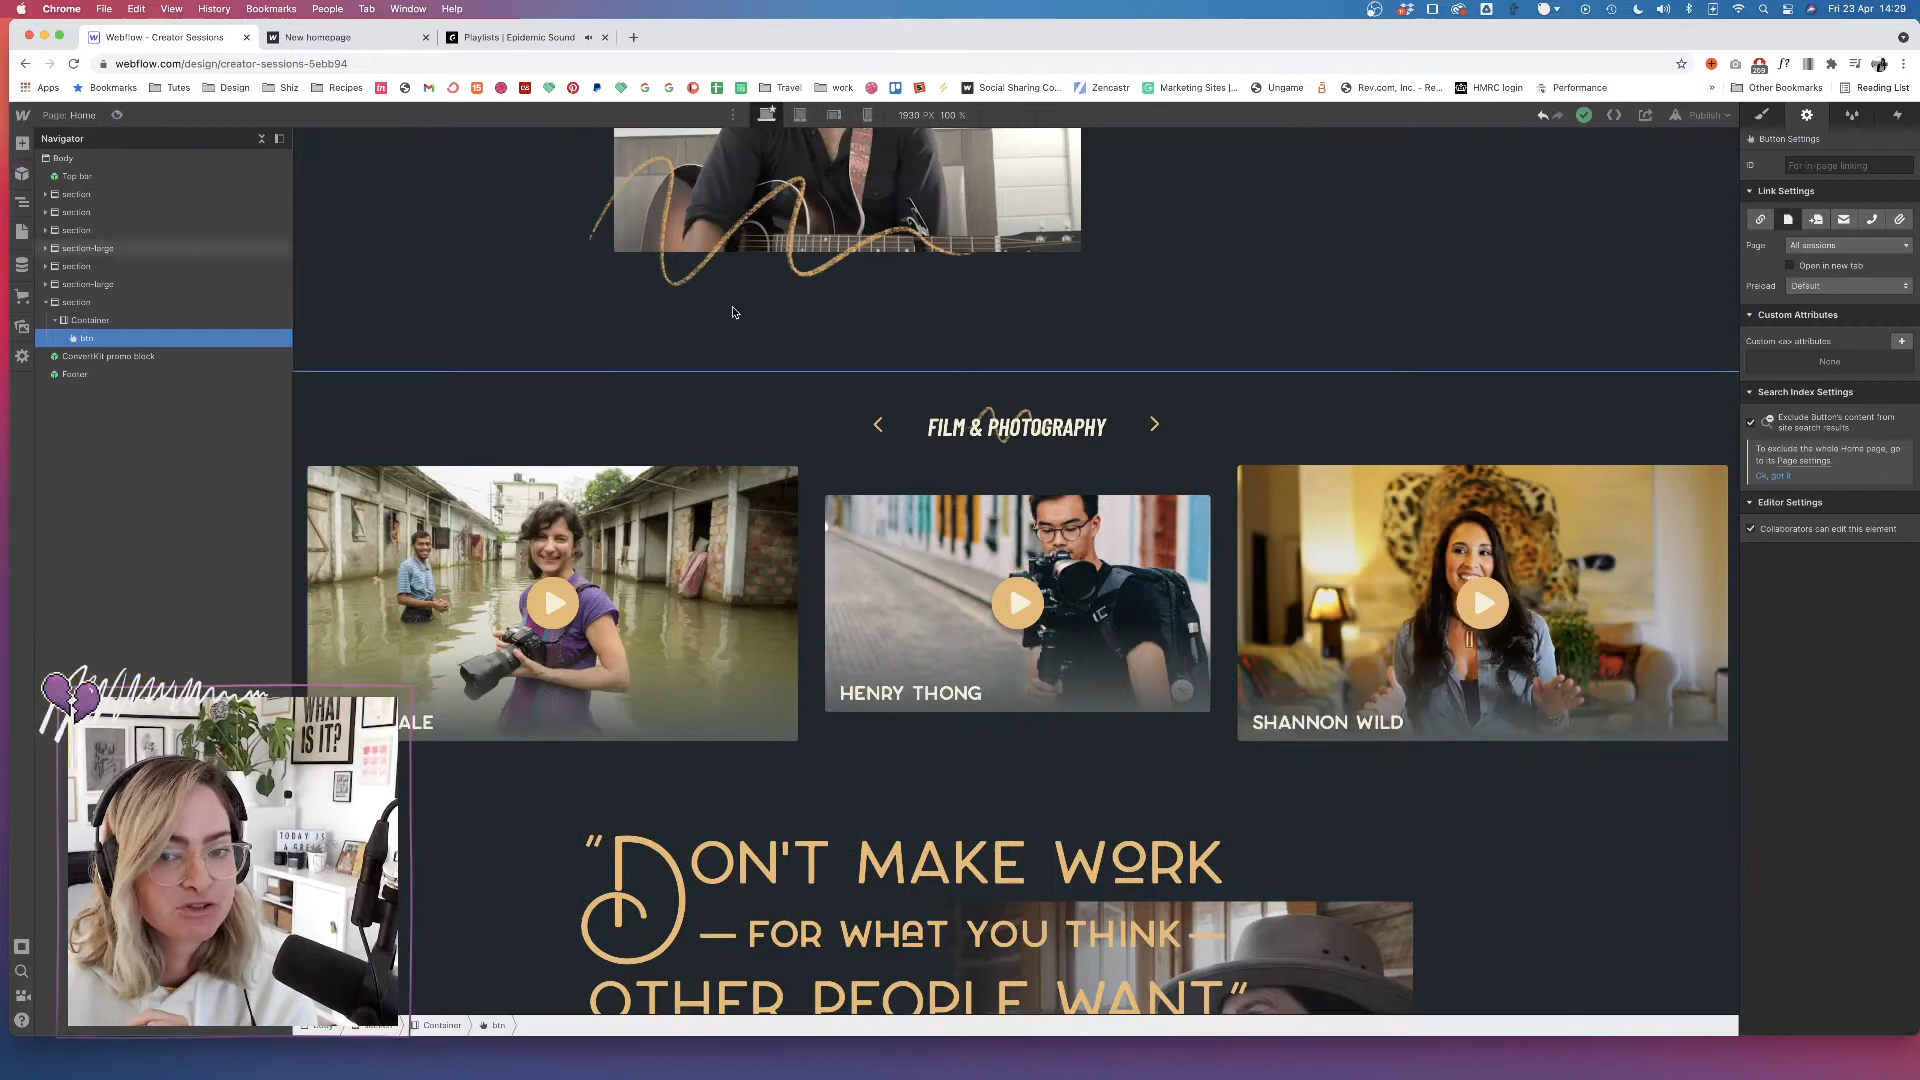 Chrome File Edit View History Bookmarks People Tab Window Help
Fri 23 Apr 14:29
Webflow - Creator Sessions
New homepage
Playlists | Epidemic Sound
webflow.com/design/creator-sessions-5ebb94
Apps Bookmarks Tutes Design Shiz Recipes Travel work Social Sharing Co... Zencastr Marketing Sites |... Ungame Rev.com, Inc. - Re... HMRC login Performance » Other Bookmarks Reading List
Page: Home
1930 PX 100 %
Publish
Navigator
Body
Top bar
section
section
section
section-large
section
section-large
section
Container
btn
ConvertKit promo block
Footer
FILM & PHOTOGRAPHY
ALE
HENRY THONG
SHANNON WILD
"DON'T MAKE WORK
— FOR WHAT YOU THINK —
OTHER PEOPLE WANT"
WHAT
IS IT?
TODAY IS
Container
btn
Button Settings
ID For in-page linking
Link Settings
Page All sessions
Open in new tab
Preload Default
Custom Attributes
Custom <a> attributes
None
Search Index Settings
Exclude Button's content from
site search results
To exclude the whole Home page, go
to its Page settings.
Ok, got it
Editor Settings
Collaborators can edit this element